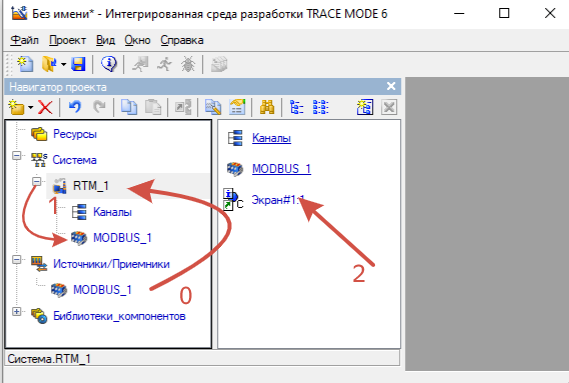 Без имени* - Интегрированная среда разработки TRACE MODE 6
Файл Проект Вид Окно Справка
Навигатор проекта
Ресурсы
Система
RTM_1
Каналы
MODBUS_1
Источники/Приемники
MODBUS_1
Библиотеки_компонентов
Каналы
MODBUS_1
C Экран#1:1
1
0
2
Система.RTM_1